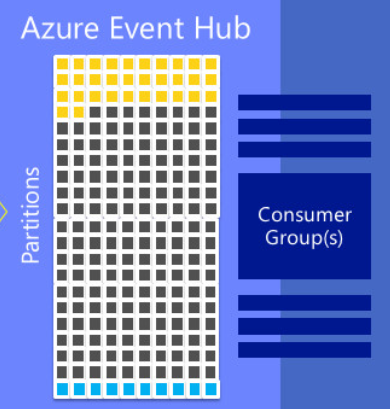 Azure Event Hub
Partitions
Consumer
Group(s)